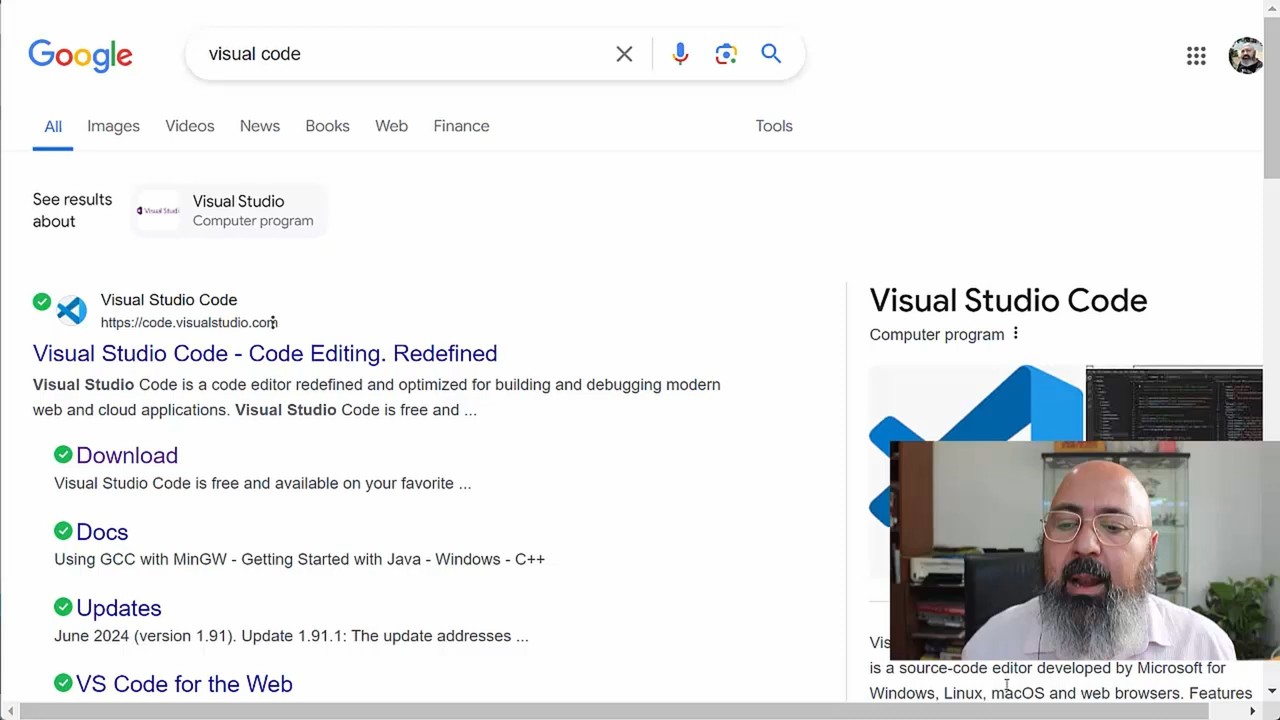 Google
visual code
All Images Videos News Books Web Finance Tools
See results
about
Visual Studi
Visual Studio
Computer program
Visual Studio Code
https://code.visualstudio.com
Visual Studio Code - Code Editing. Redefined
Visual Studio Code is a code editor redefined and optimized for building and debugging modern
web and cloud applications. Visual Studio Code is free and ...
Download
Visual Studio Code is free and available on your favorite ...
Docs
Using GCC with MinGW - Getting Started with Java - Windows - C++
Updates
June 2024 (version 1.91). Update 1.91.1: The update addresses ...
VS Code for the Web
Visual Studio Code
Computer program
Vis
is a source-code editor developed by Microsoft for
Windows, Linux, macOS and web browsers. Features